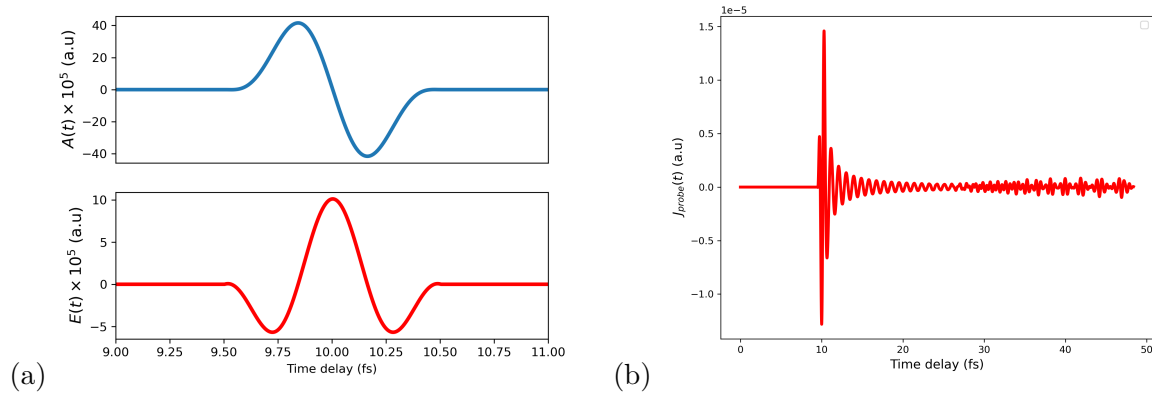 40
20
0
−20
−40
A(t) × 10⁵ (a.u)
10
5
0
−5
E(t) × 10⁵ (a.u)
9.00 9.25 9.50 9.75 10.00 10.25 10.50 10.75 11.00
Time delay (fs)
(a)
1e−5
1.5
1.0
0.5
0.0
−0.5
−1.0
J_probe(t) (a.u)
0 10 20 30 40 50
Time delay (fs)
(b)